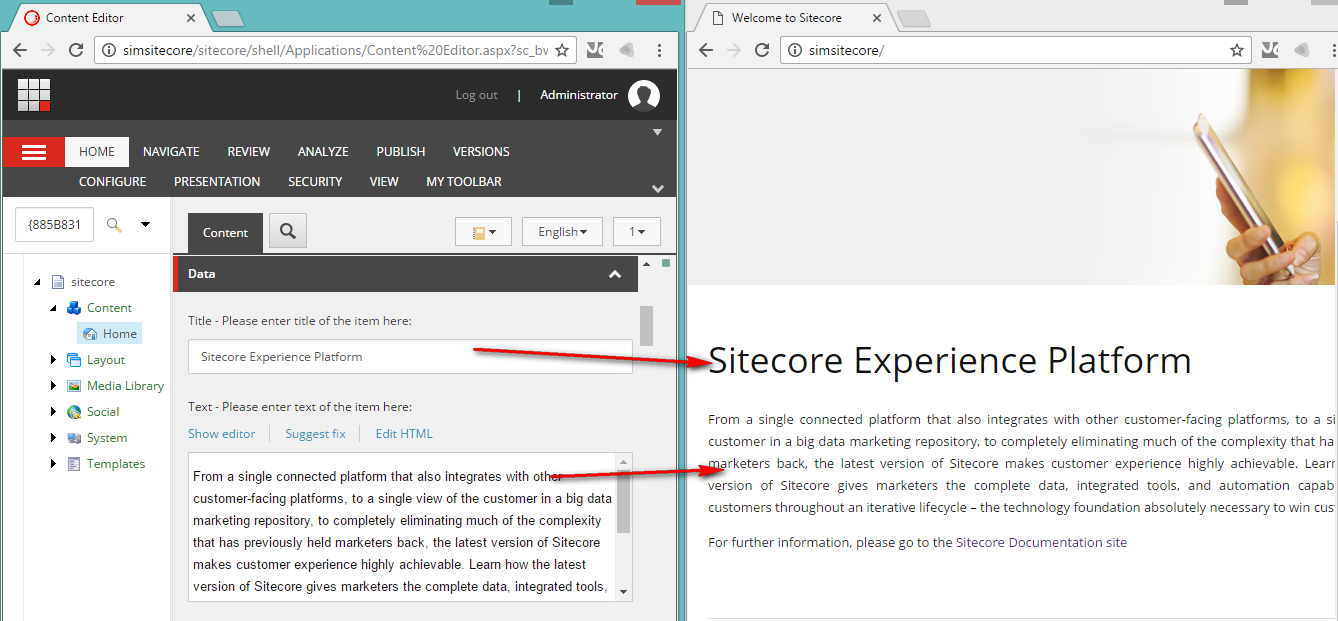 Content Editor
simsitecore/sitecore/shell/Applications/Content%20Editor.aspx?sc_bw
Log out | Administrator
HOME NAVIGATE REVIEW ANALYZE PUBLISH VERSIONS
CONFIGURE PRESENTATION SECURITY VIEW MY TOOLBAR
{885B831
sitecore
Content
Home
Layout
Media Library
Social
System
Templates
Content
English
1
Data
Title - Please enter title of the item here:
Sitecore Experience Platform
Text - Please enter text of the item here:
Show editor Suggest fix Edit HTML
From a single connected platform that also integrates with other
customer-facing platforms, to a single view of the customer in a big data
marketing repository, to completely eliminating much of the complexity
that has previously held marketers back, the latest version of Sitecore
makes customer experience highly achievable. Learn how the latest
version of Sitecore gives marketers the complete data, integrated tools,
Welcome to Sitecore
simsitecore/
Sitecore Experience Platform
From a single connected platform that also integrates with other customer-facing platforms, to a si
customer in a big data marketing repository, to completely eliminating much of the complexity that ha
marketers back, the latest version of Sitecore makes customer experience highly achievable. Learn
version of Sitecore gives marketers the complete data, integrated tools, and automation capab
customers throughout an iterative lifecycle – the technology foundation absolutely necessary to win cus
For further information, please go to the Sitecore Documentation site